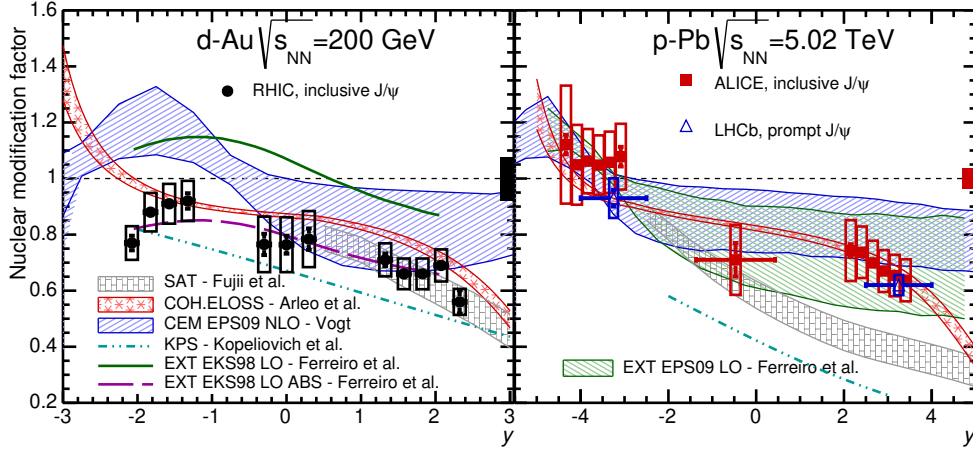 Nuclear modification factor
1.6
1.4
1.2
1
0.8
0.6
0.4
0.2
d-Au √s_NN=200 GeV
RHIC, inclusive J/ψ
SAT - Fujii et al.
COH.ELOSS - Arleo et al.
CEM EPS09 NLO - Vogt
KPS - Kopeliovich et al.
EXT EKS98 LO - Ferreiro et al.
EXT EKS98 LO ABS - Ferreiro et al.
-3 -2 -1 0 1 2 3
y
p-Pb √s_NN=5.02 TeV
ALICE, inclusive J/ψ
LHCb, prompt J/ψ
EXT EPS09 LO - Ferreiro et al.
-4 -2 0 2 4
y